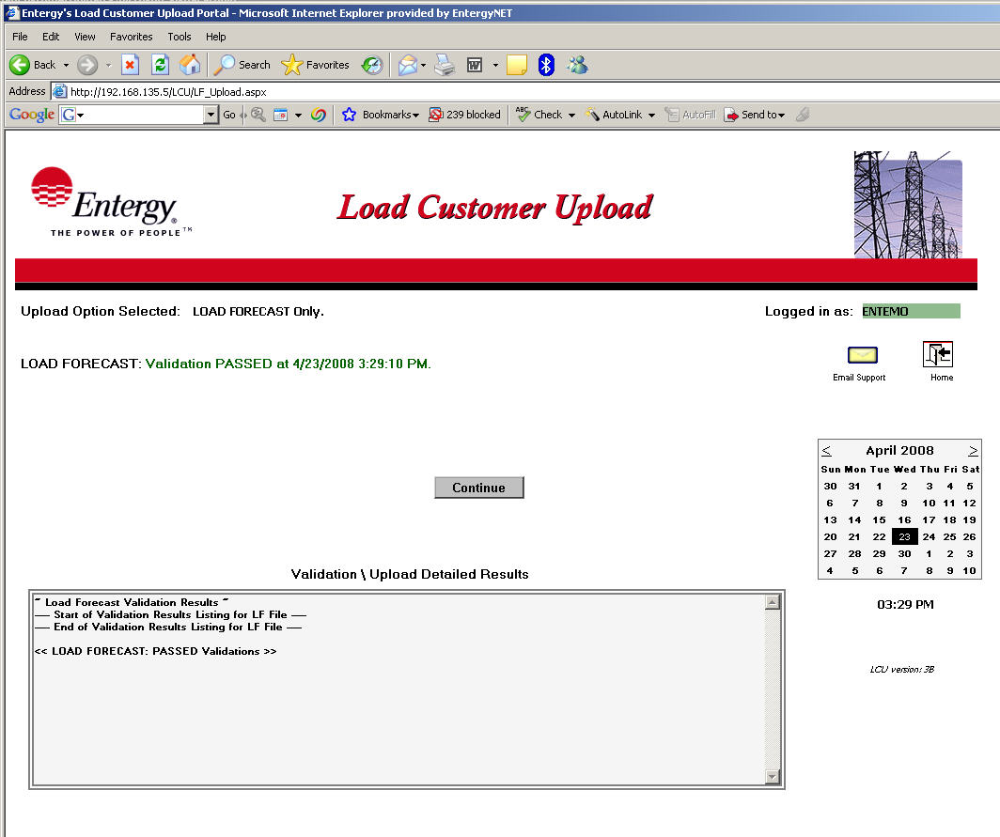 Entergy's Load Customer Upload Portal - Microsoft Internet Explorer provided by EntergyNET
File Edit View Favorites Tools Help
Back Search Favorites
Address http://192.168.135.5/LCU/LF_Upload.aspx
Google G Go Bookmarks 239 blocked ABC Check AutoLink AutoFill Send to
Entergy®
THE POWER OF PEOPLE™
Load Customer Upload
Upload Option Selected: LOAD FORECAST Only.
Logged in as: ENTEMO
LOAD FORECAST: Validation PASSED at 4/23/2008 3:29:10 PM.
Email Support Home
< April 2008 >
Sun Mon Tue Wed Thu Fri Sat
30 31 1 2 3 4 5
6 7 8 9 10 11 12
13 14 15 16 17 18 19
20 21 22 23 24 25 26
27 28 29 30 1 2 3
4 5 6 7 8 9 10
Continue
03:29 PM
LCU version: 3B
Validation \ Upload Detailed Results
~ Load Forecast Validation Results ~
---- Start of Validation Results Listing for LF File ----
---- End of Validation Results Listing for LF File ----
<< LOAD FORECAST: PASSED Validations >>